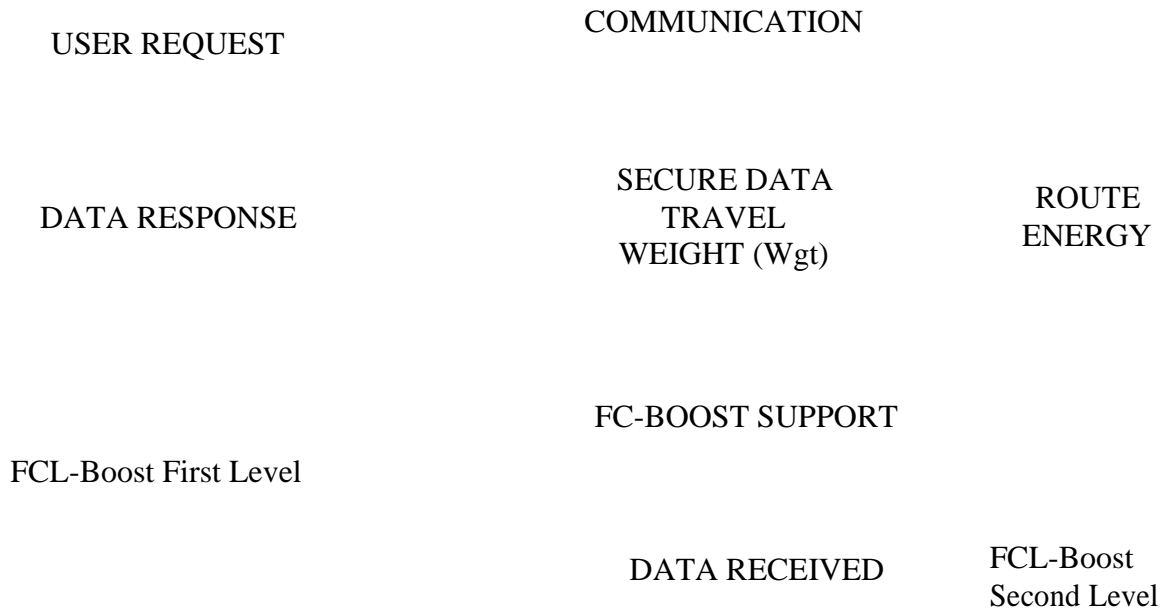 USER REQUEST
COMMUNICATION
DATA RESPONSE
SECURE DATA
TRAVEL
WEIGHT (Wgt)
ROUTE
ENERGY
FC-BOOST SUPPORT
FCL-Boost First Level
DATA RECEIVED
FCL-Boost
Second Level